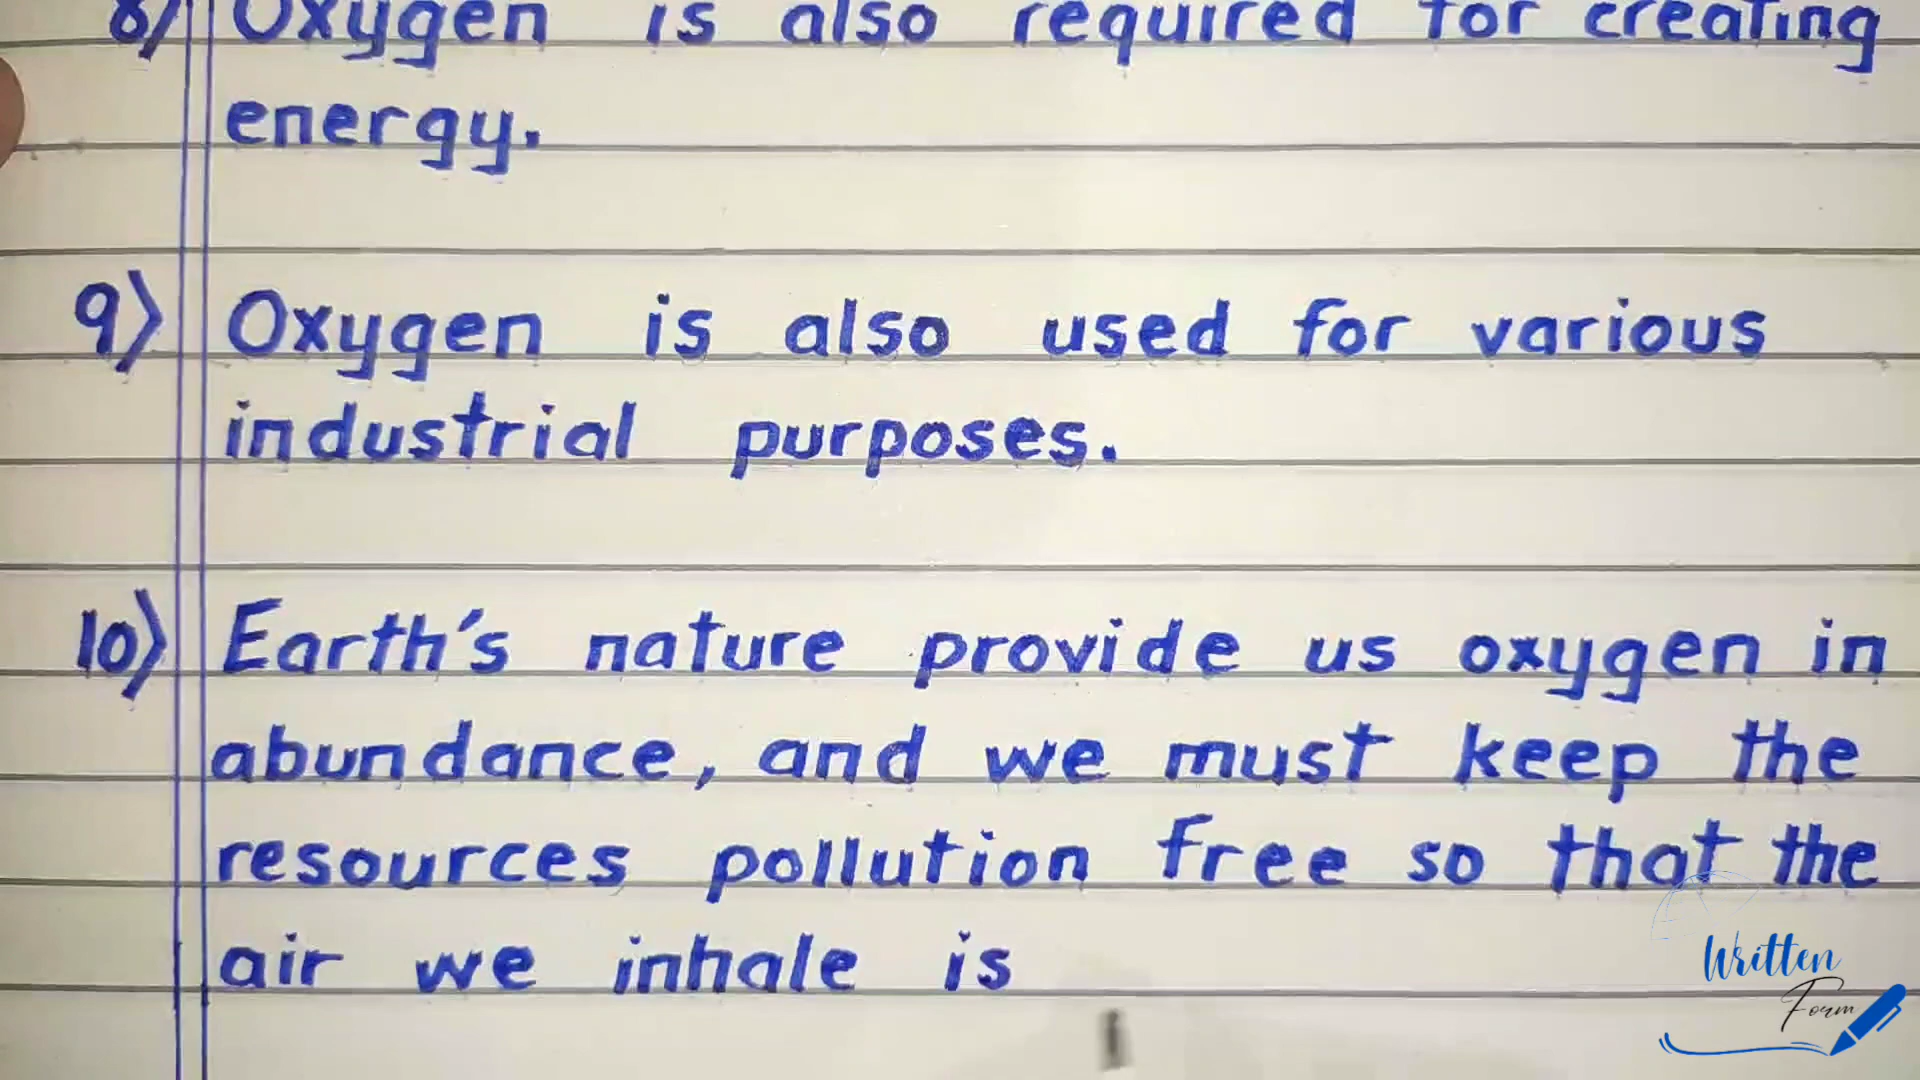 8) Oxygen is also required for creating
energy.
9) Oxygen is also used for various
industrial purposes.
10) Earth's nature provide us oxygen in
abundance, and we must keep the
resources pollution free so that the
air we inhale is
Written
Form